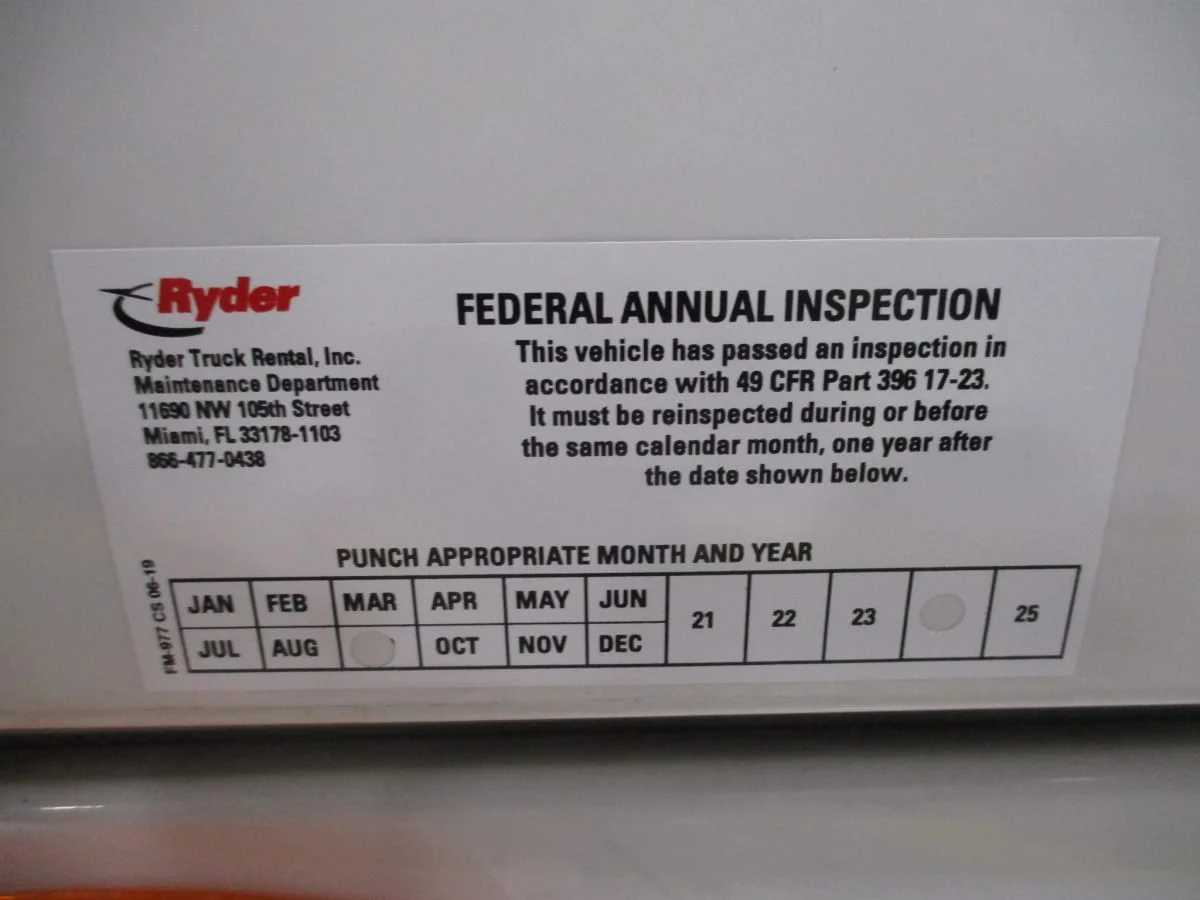 Ryder
Ryder Truck Rental, Inc.
Maintenance Department
11690 NW 105th Street
Miami, FL 33178-1103
866-477-0438
FEDERAL ANNUAL INSPECTION
This vehicle has passed an inspection in
accordance with 49 CFR Part 396 17-23.
It must be reinspected during or before
the same calendar month, one year after
the date shown below.
PUNCH APPROPRIATE MONTH AND YEAR
FM-977 CS 06-19
JAN FEB MAR APR MAY JUN 21 22 23 25
JUL AUG OCT NOV DEC